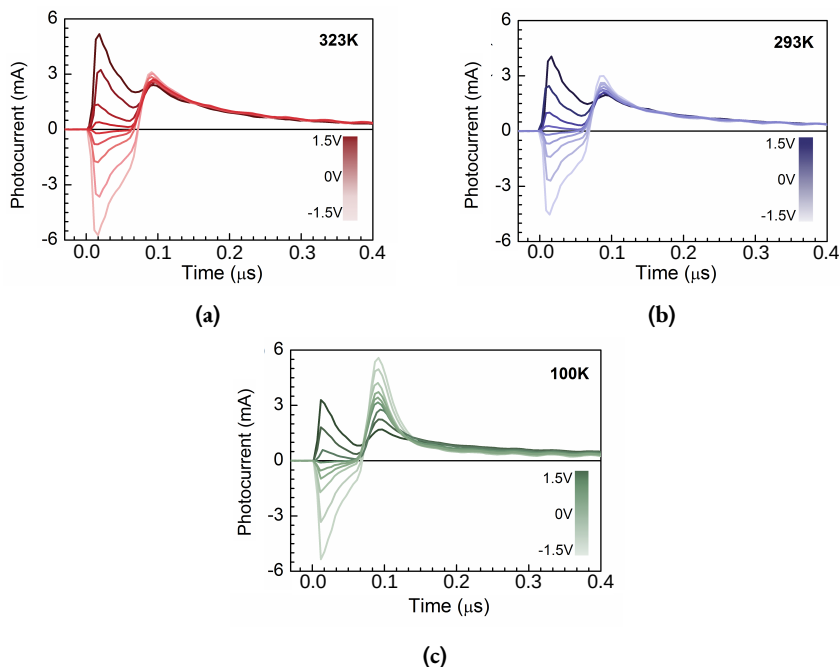 323K
Photocurrent (mA)
6
3
0
-3
-6
1.5V
0V
-1.5V
0.0 0.1 0.2 0.3 0.4
Time (μs)
(a)
293K
Photocurrent (mA)
6
3
0
-3
-6
1.5V
0V
-1.5V
0.0 0.1 0.2 0.3 0.4
Time (μs)
(b)
100K
Photocurrent (mA)
6
3
0
-3
-6
1.5V
0V
-1.5V
0.0 0.1 0.2 0.3 0.4
Time (μs)
(c)